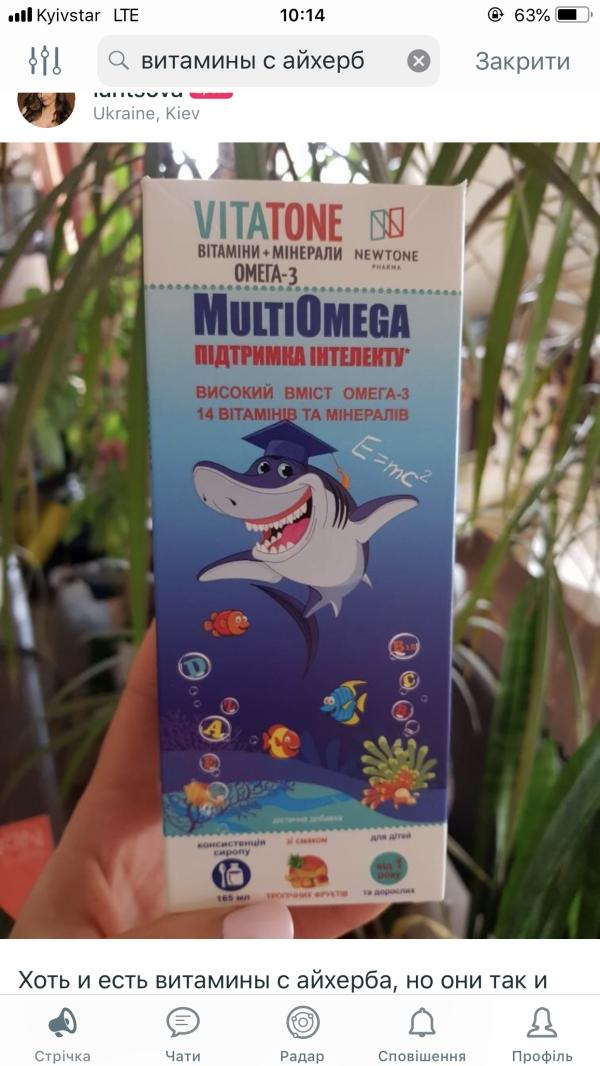 Kyivstar LTE 10:14 63%
витамины с айхерб Закрити
Ukraine, Kiev
VITATONE
ВІТАМІНИ + МІНЕРАЛИ
ОМЕГА-3
NEWTONE
PHARMA
MULTIOMEGA
ПІДТРИМКА ІНТЕЛЕКТУ*
ВИСОКИЙ ВМІСТ ОМЕГА-3
14 ВІТАМІНІВ ТА МІНЕРАЛІВ
E=mc²
D
C
A
E
дієтична добавка
консистенція
сиропу
165 мл
зі смаком
ТРОПІЧНИХ ФРУКТІВ
для дітей
від 1
року
та дорослих
Хоть и есть витамины с айхерба, но они так и
Стрічка Чати Радар Сповіщення Профіль